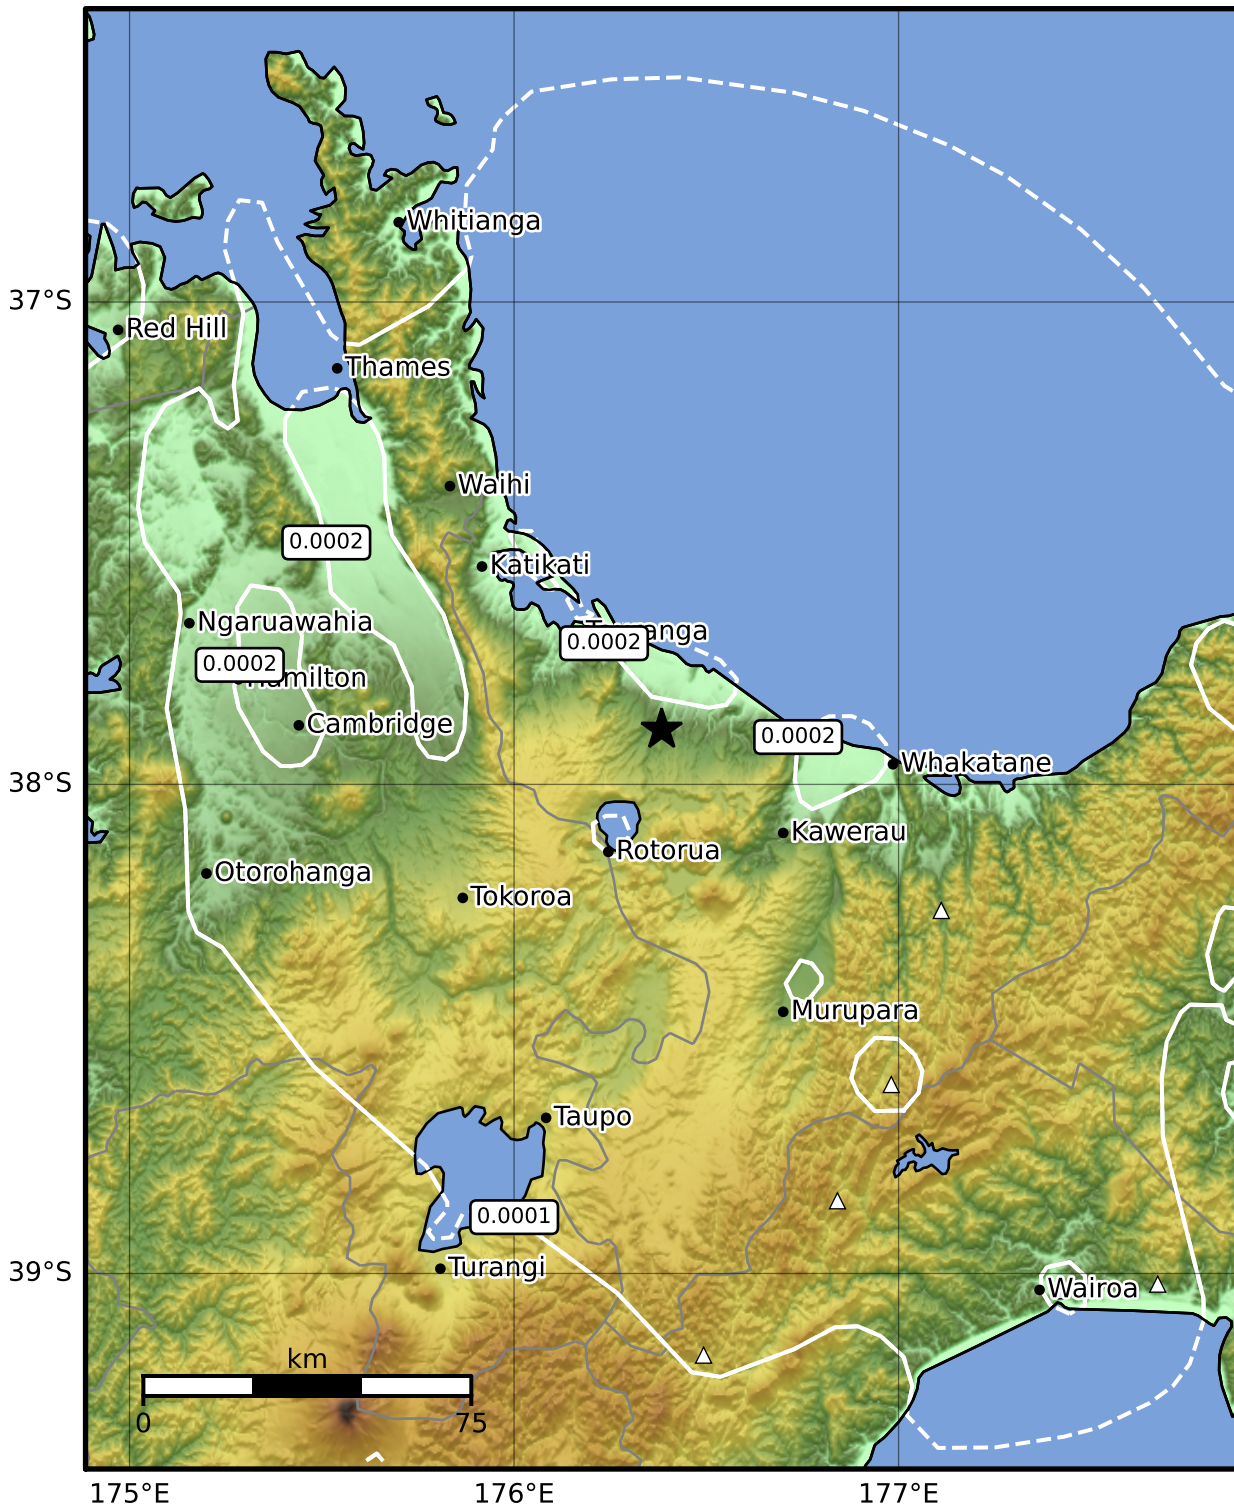 Whitianga
37°S
Red Hill
Thames
Waihi
0.0002
Katikati
Ngaruawahia
0.0002
0.0002
Cambridge
0.0002
Whakatane
38°S
Kawerau
Rotorua
Otorohanga
Tokoroa
Murupara
Taupo
0.0001
Turangi
39°S
Wairoa
km
0
75
175°E
176°E
177°E